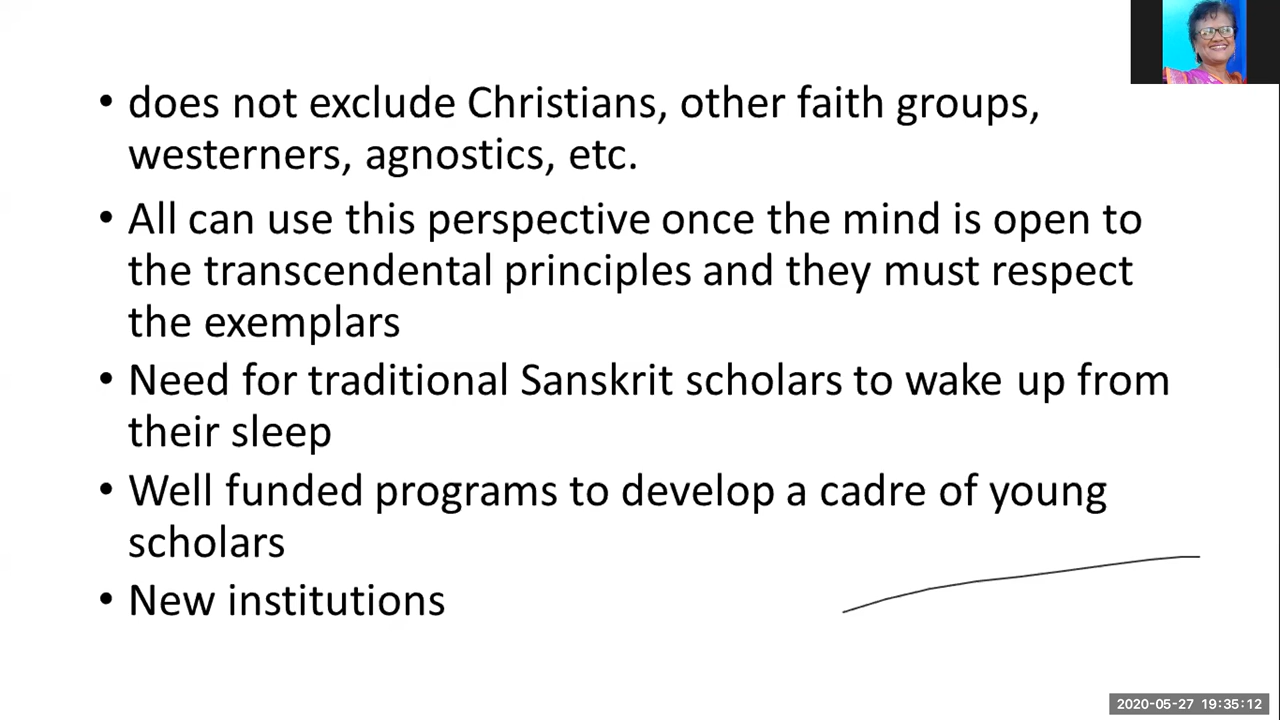 • does not exclude Christians, other faith groups,
westerners, agnostics, etc.
• All can use this perspective once the mind is open to
the transcendental principles and they must respect
the exemplars
• Need for traditional Sanskrit scholars to wake up from
their sleep
• Well funded programs to develop a cadre of young
scholars
• New institutions
2020-05-27 19:35:12